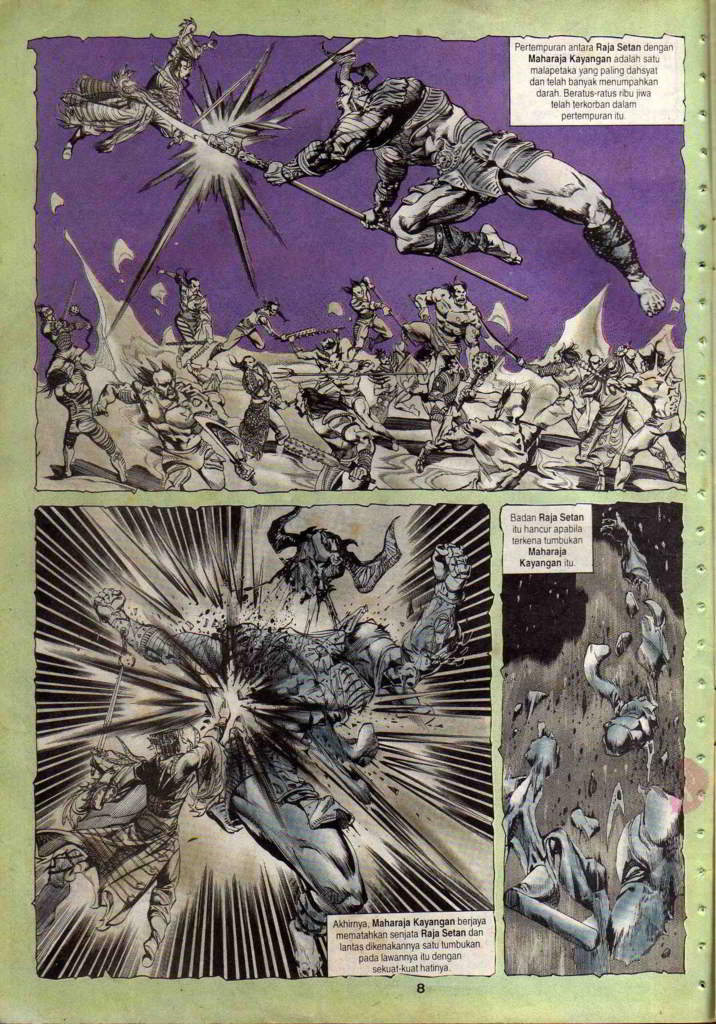 Pertempuran antara Raja Setan dengan
Maharaja Kayangan adalah satu
malapetaka yang paling dahsyat
dan telah banyak menumpahkan
darah. Beratus-ratus ribu jiwa
telah terkorban dalam
pertempuran itu.
Akhirnya, Maharaja Kayangan berjaya
mematahkan senjata Raja Setan dan
lantas dikenakannya satu tumbukan
pada lawannya itu dengan
sekuat-kuat hatinya.
Badan Raja Setan
itu hancur apabila
terkena tumbukan
Maharaja
Kayangan itu.
8